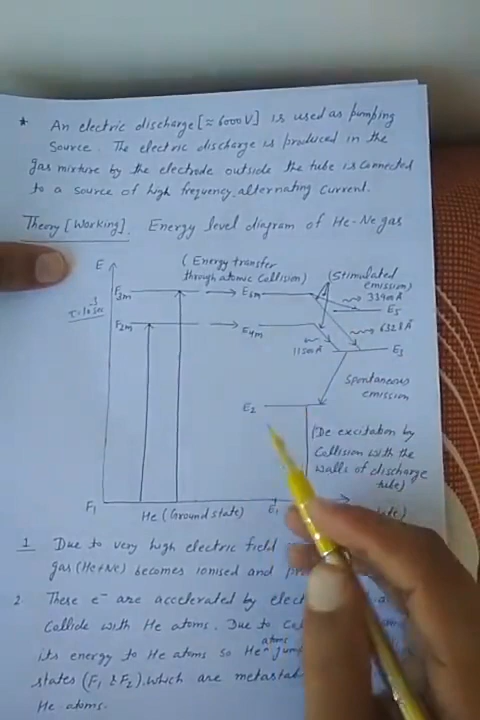 * An electric discharge [≈ 6000 V] is used as pumping
Source. The electric discharge is produced in the
gas mixture by the electrode outside the tube is connected
to a source of high frequency alternating current.
Theory [Working]. Energy level diagram of He-Ne gas
E
(Energy transfer
through atomic Collision)
(Stimulated
emission)
F3m
E6m
3390Å
E5
τ=10⁻³sec
F2m
E4m
6328Å
1150Å
E3
Spontaneous
emission
E2
(De excitation by
Collision with the
walls of discharge
tube)
F1
He (Ground state)
E1
1 Due to very high electric field
gas (He+Ne) becomes ionised and
2. These e⁻ are accelerated by
Collide with He atoms. Due to
its energy to He atoms so He atoms
states (F1 & F2). which are
He atoms.